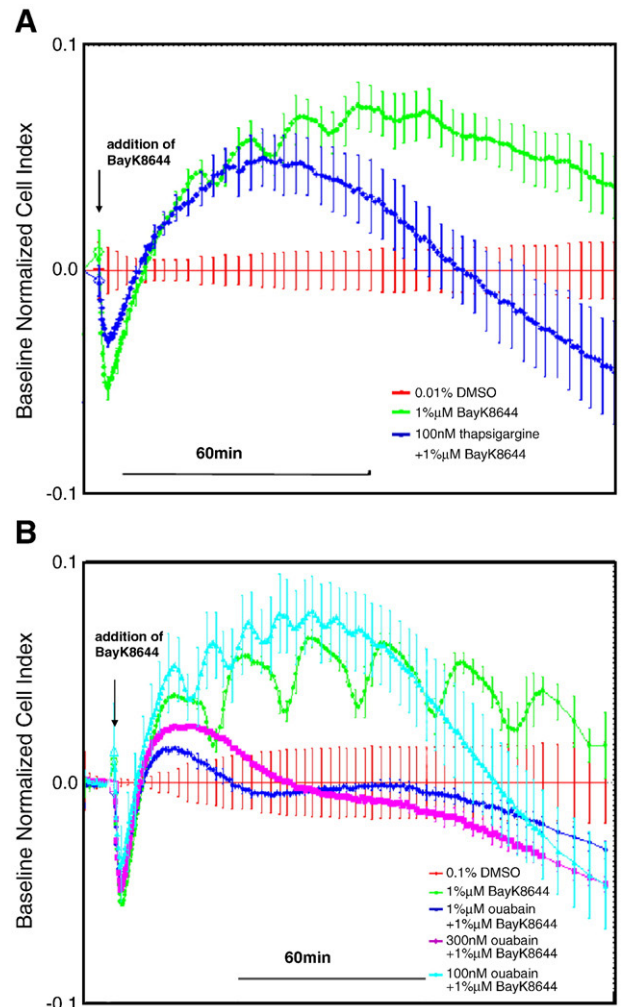 A
0.1
addition of
BayK8644
Baseline Normalized Cell Index
0.0
0.01% DMSO
1%µM BayK8644
100nM thapsigargine
+1%µM BayK8644
60min
-0.1
B
0.1
addition of
BayK8644
Baseline Normalized Cell Index
0.0
0.1% DMSO
1%µM BayK8644
1%µM ouabain
+1%µM BayK8644
300nM ouabain
+1%µM BayK8644
100nM ouabain
+1%µM BayK8644
60min
-0.1